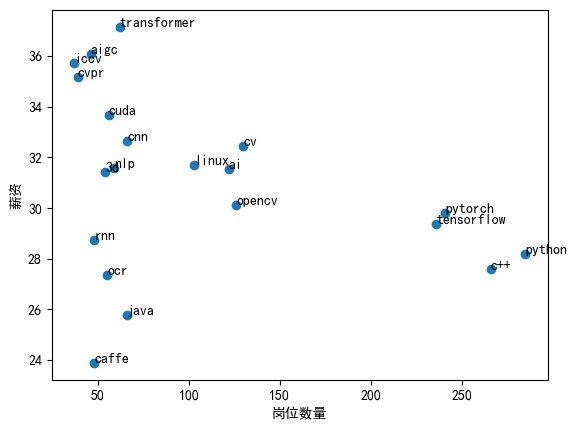 transformer
36
aigc
iccv
cvpr
34
cuda
cnn
cv
32
linux
ai
3d
nlp
opencv
30
pytorch
tensorflow
薪资
rnn
28
python
c++
ocr
26
java
24
caffe
50
100
150
200
250
岗位数量